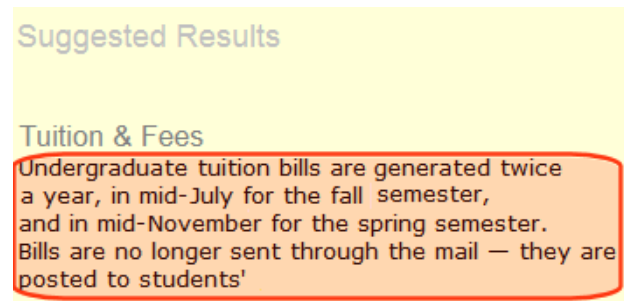 Suggested Results
Tuition & Fees
Undergraduate tuition bills are generated twice
a year, in mid-July for the fall semester,
and in mid-November for the spring semester.
Bills are no longer sent through the mail — they are
posted to students'